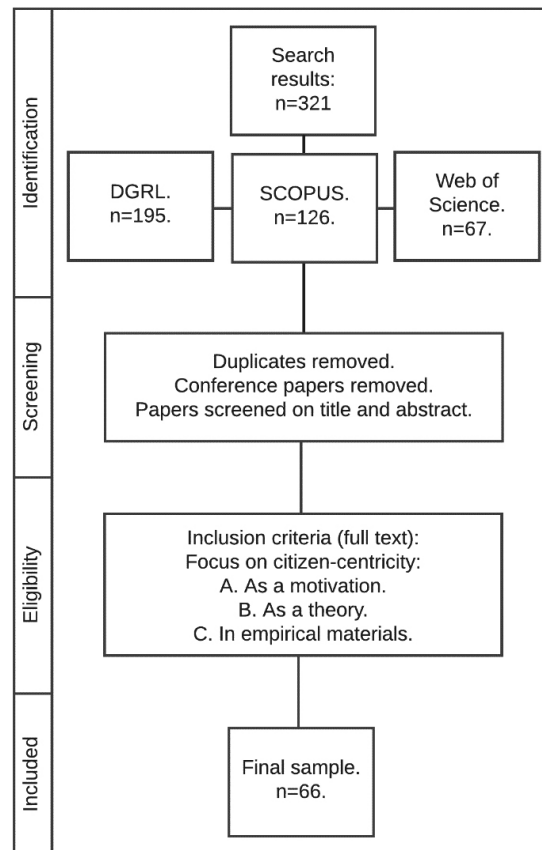 Identification
Search
results:
n=321
DGRL.
n=195.
SCOPUS.
n=126.
Web of
Science.
n=67.
Screening
Duplicates removed.
Conference papers removed.
Papers screened on title and abstract.
Eligibility
Inclusion criteria (full text):
Focus on citizen-centricity:
A. As a motivation.
B. As a theory.
C. In empirical materials.
Included
Final sample.
n=66.